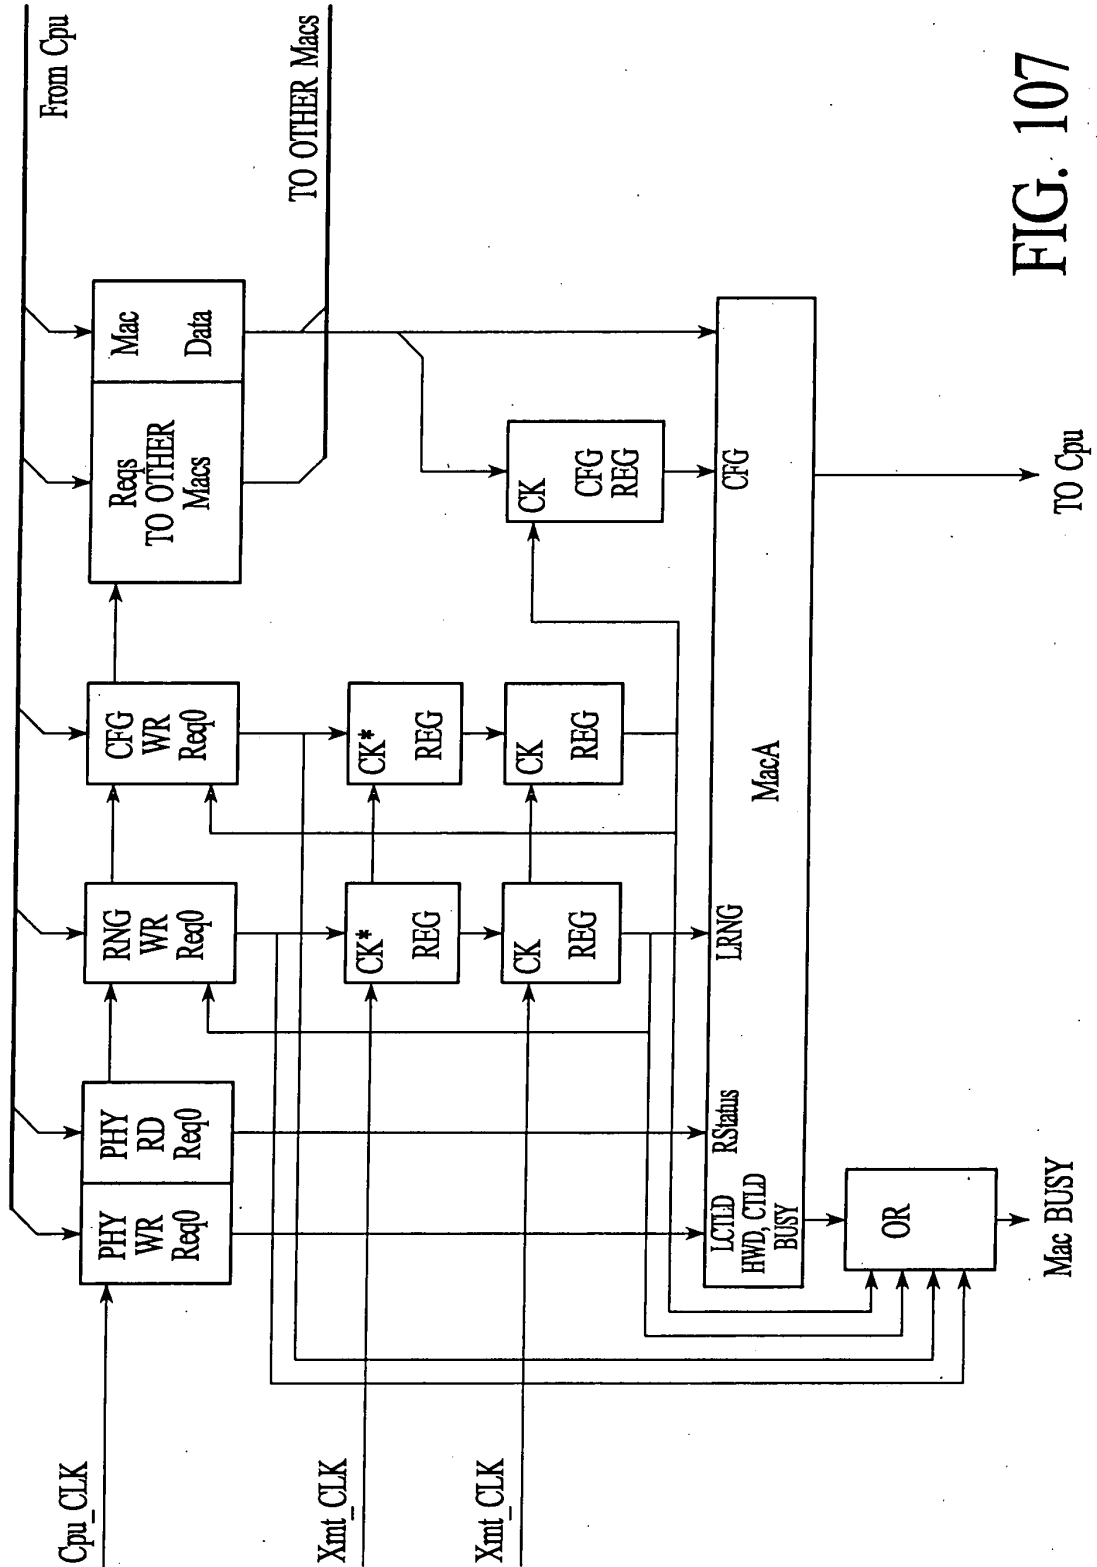 From Cpu
TO OTHER Macs
Cpu_CLK
PHY
WR
Req0
PHY
RD
Req0
RNG
WR
Req0
CFG
WR
Req0
Reqs
TO OTHER
Macs
Mac
Data
Xmt_CLK
CK*
REG
CK*
REG
Xmt_CLK
CK
REG
CK
REG
CK
CFG
REG
LCTLD
HWD, CTLD
BUSY
RStatus
LRNG
MacA
CFG
OR
Mac BUSY
TO Cpu
FIG. 107